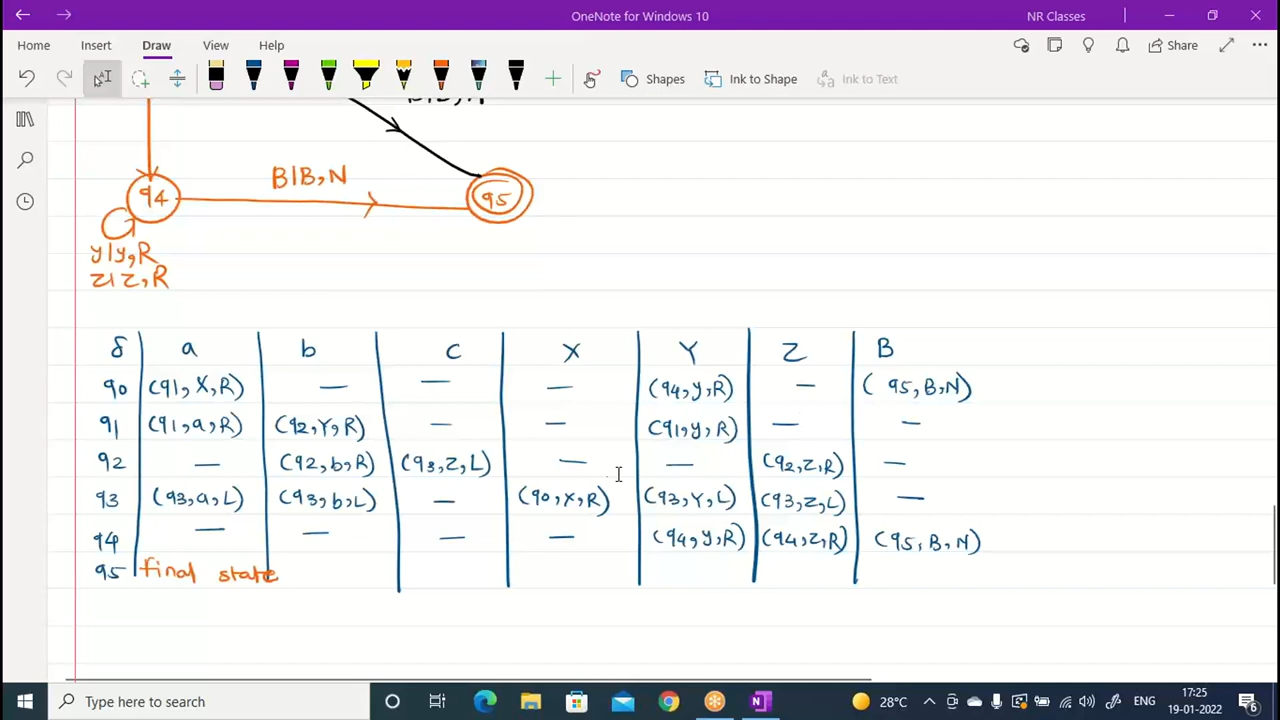 OneNote for Windows 10
NR Classes
Home Insert Draw View Help
Share
Shapes
Ink to Shape
Ink to Text
q4
B|B,N
q5
y|y,R
z|z,R
δ a b c X Y Z B
q0 (q1,X,R) — — — (q4,y,R) — (q5,B,N)
q1 (q1,a,R) (q2,Y,R) — — (q1,y,R) — —
q2 — (q2,b,R) (q3,Z,L) — — (q2,Z,R) —
q3 (q3,a,L) (q3,b,L) — (q0,X,R) (q3,Y,L) (q3,Z,L) —
q4 — — — — (q4,y,R) (q4,Z,R) (q5,B,N)
q5 final state
Type here to search
28°C
ENG
17:25
19-01-2022
6